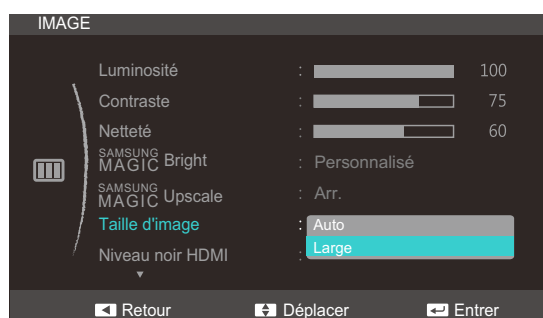 IMAGE
Luminosité : 100
Contraste : 75
Netteté : 60
SAMSUNG MAGIC Bright : Personnalisé
SAMSUNG MAGIC Upscale : Arr.
Taille d'image : Auto
Large
Niveau noir HDMI :
Retour Déplacer Entrer